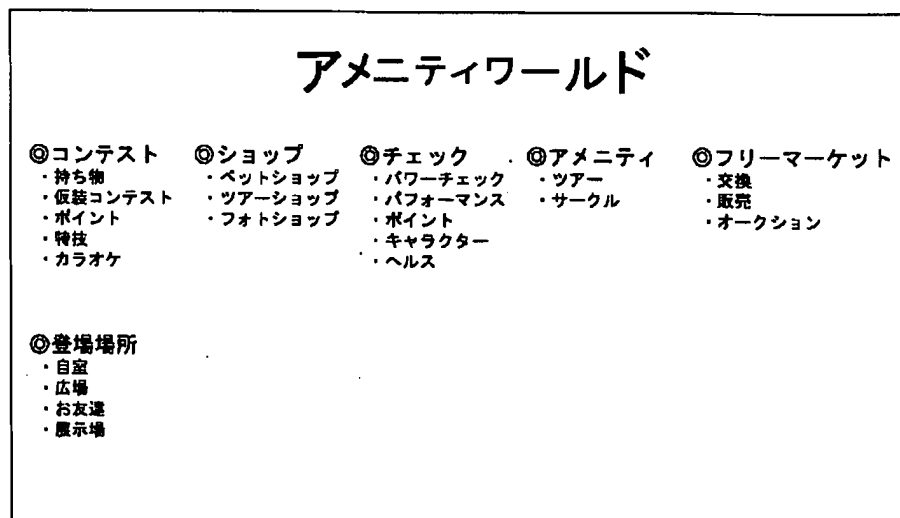 アメニティワールド
◎コンテスト
・持ち物
・仮装コンテスト
・ポイント
・特技
・カラオケ
◎ショップ
・ペットショップ
・ツアーショップ
・フォトショップ
◎チェック
・パワーチェック
・パフォーマンス
・ポイント
・キャラクター
・ヘルス
◎アメニティ
・ツアー
・サークル
◎フリーマーケット
・交換
・販売
・オークション
◎登場場所
・自室
・広場
・お友達
・展示場